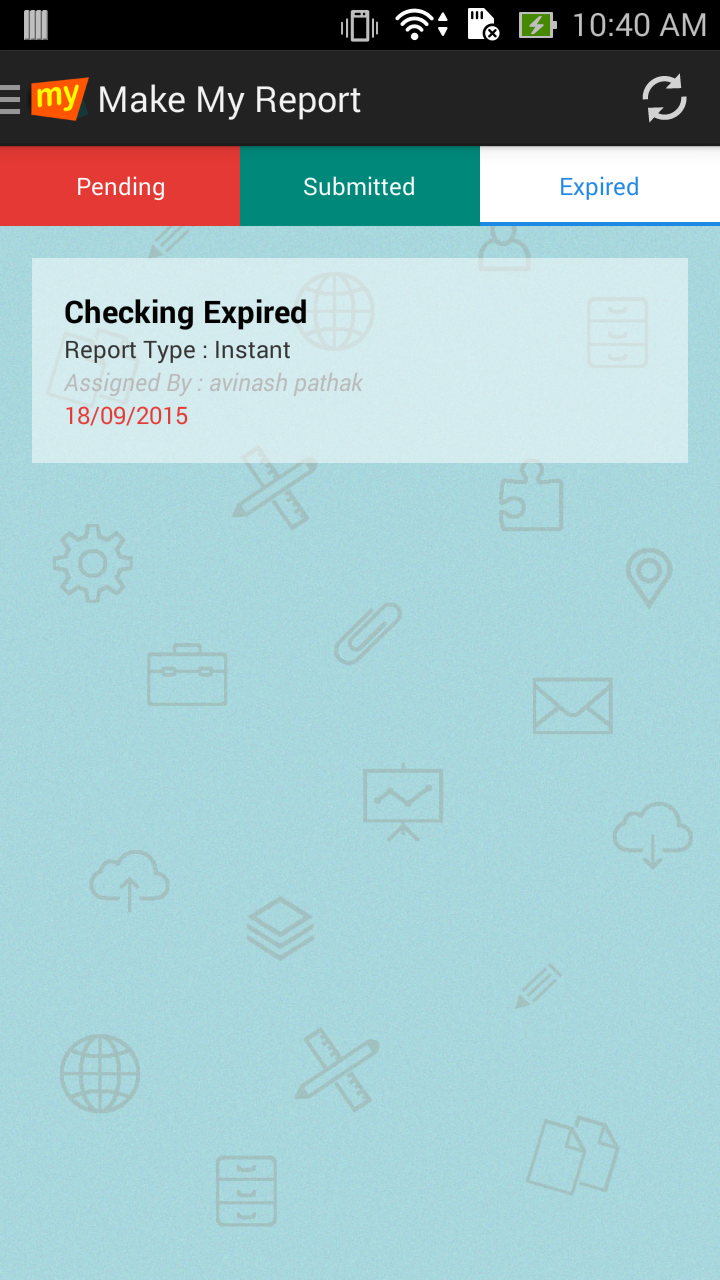 10:40 AM
my Make My Report
Pending Submitted Expired
Checking Expired
Report Type : Instant
Assigned By : avinash pathak
18/09/2015